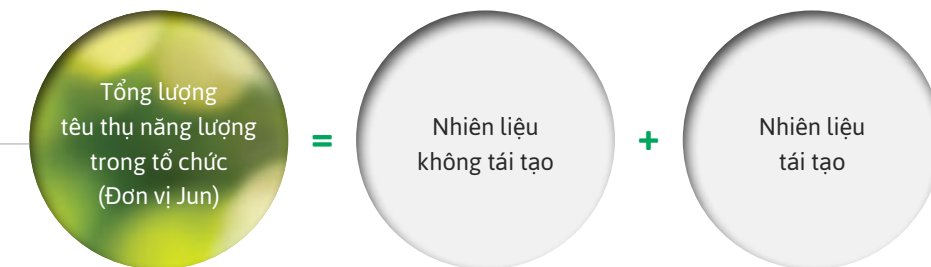 Tổng lượng
têu thụ năng lượng
trong tổ chức
(Đơn vị Jun)
=
Nhiên liệu
không tái tạo
+
Nhiên liệu
tái tạo